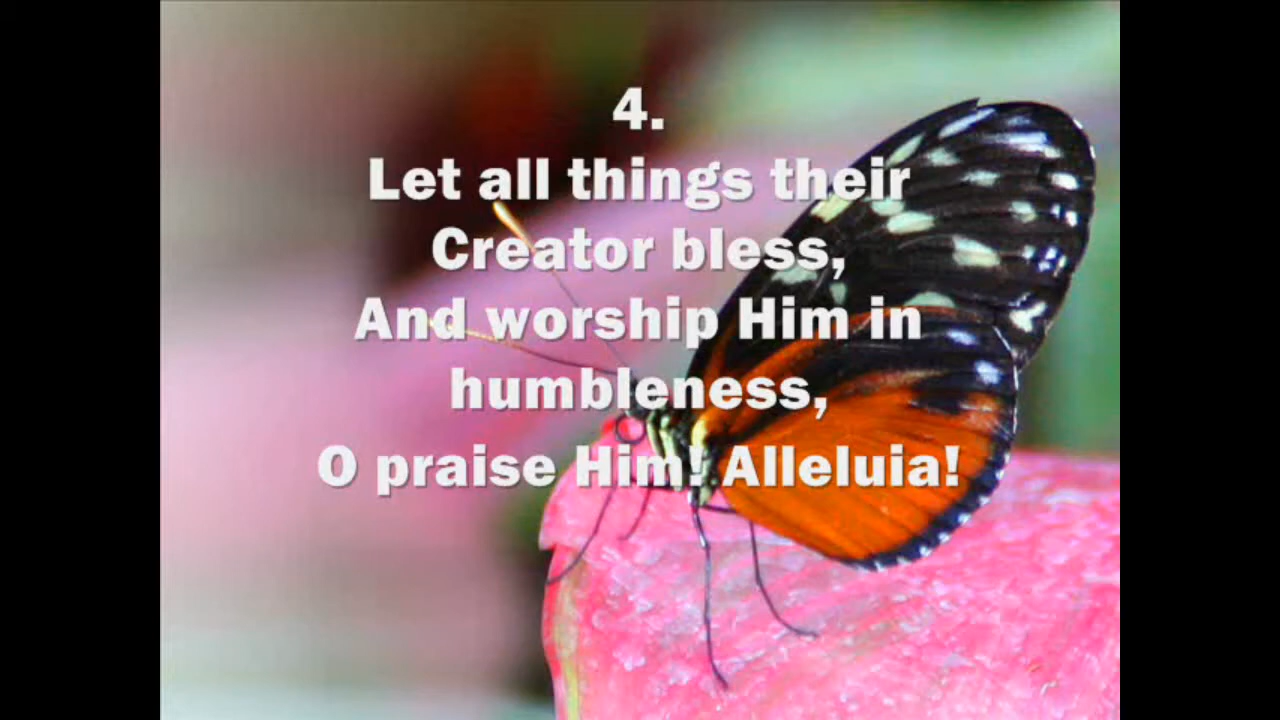 4.
Let all things their
Creator bless,
And worship Him in
humbleness,
O praise Him! Alleluia!